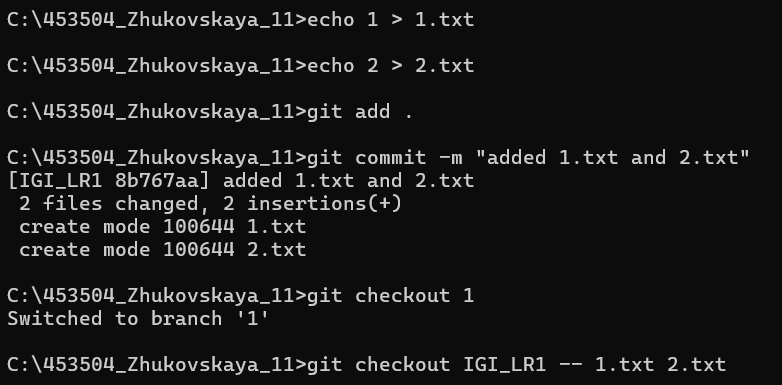 C:\453504_Zhukovskaya_11>echo 1 > 1.txt
C:\453504_Zhukovskaya_11>echo 2 > 2.txt
C:\453504_Zhukovskaya_11>git add .
C:\453504_Zhukovskaya_11>git commit -m "added 1.txt and 2.txt"
[IGI_LR1 8b767aa] added 1.txt and 2.txt
 2 files changed, 2 insertions(+)
 create mode 100644 1.txt
 create mode 100644 2.txt
C:\453504_Zhukovskaya_11>git checkout 1
Switched to branch '1'
C:\453504_Zhukovskaya_11>git checkout IGI_LR1 -- 1.txt 2.txt